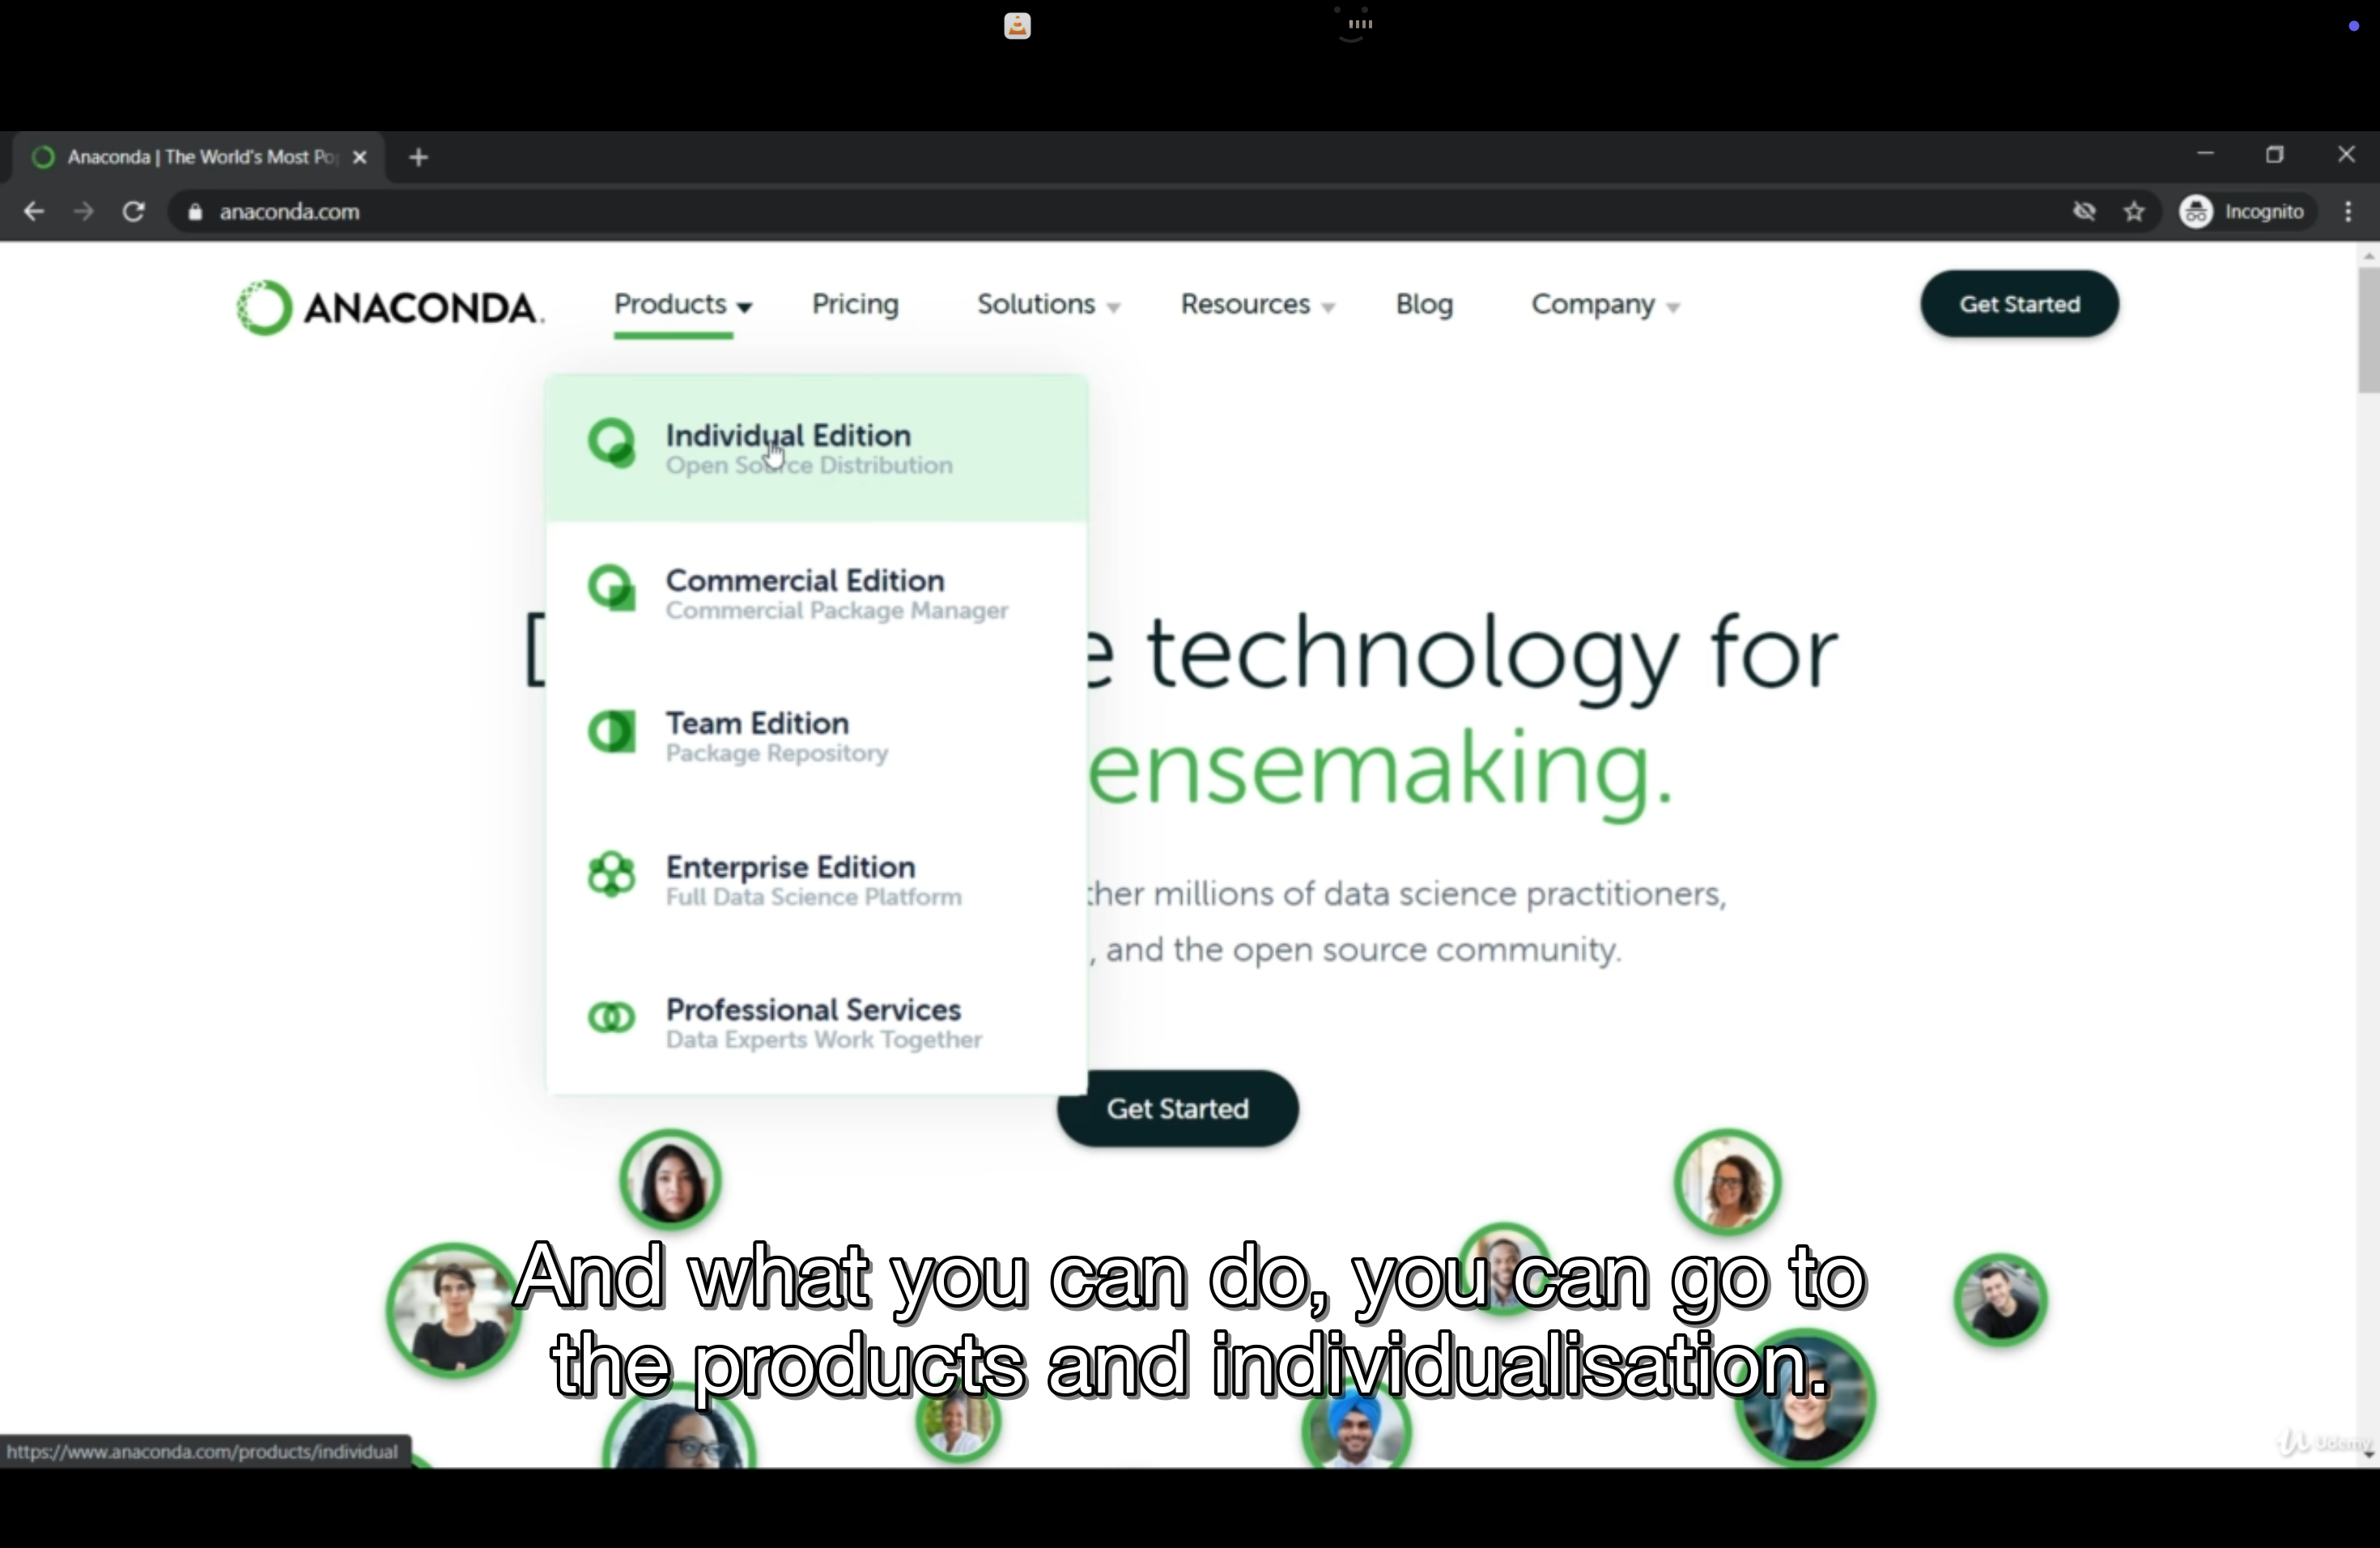 Anaconda | The World's Most Po
anaconda.com
Incognito
ANACONDA.
Products
Pricing
Solutions
Resources
Blog
Company
Get Started
Individual Edition
Open Source Distribution
Commercial Edition
Commercial Package Manager
Team Edition
Package Repository
Enterprise Edition
Full Data Science Platform
Professional Services
Data Experts Work Together
technology for
ensemaking.
ther millions of data science practitioners,
, and the open source community.
Get Started
And what you can do, you can go to
the products and individualisation.
https://www.anaconda.com/products/individual
Udemy